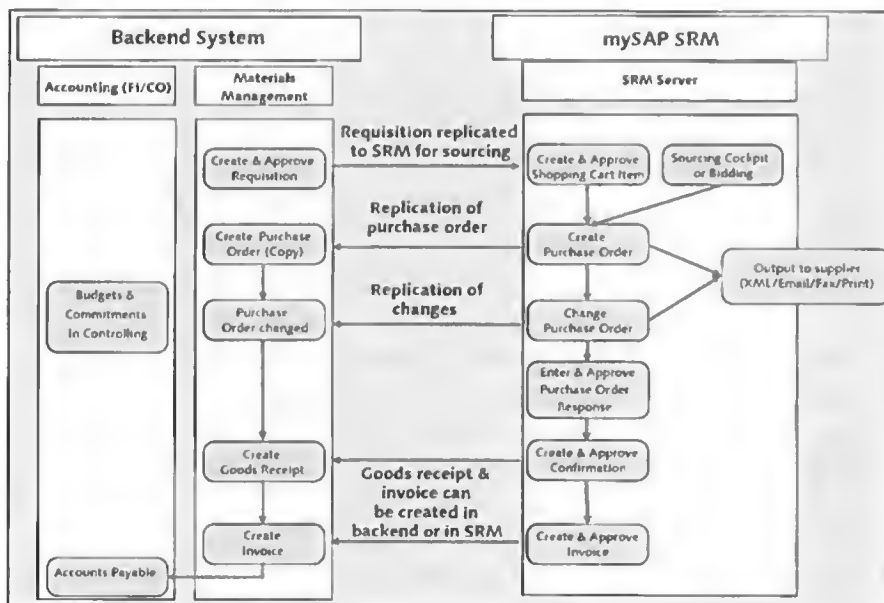 Backend System
mySAP SRM
Accounting (FI/CO)
Materials
Management
SRM Server
Requisition replicated
to SRM for sourcing
Create & Approve
Requisition
Create & Approve
Shopping Cart Item
Sourcing Cockpit
or Bidding
Replication of
purchase order
Create Purchase
Order (Copy)
Create
Purchase Order
Output to supplier
(XML/Email/Fax/Print)
Budgets &
Commitments
In Controlling
Replication of
changes
Purchase
Order changed
Change
Purchase Order
Enter & Approve
Purchase Order
Response
Create
Goods Receipt
Create & Approve
Confirmation
Goods receipt &
invoice can
be created in
backend or in SRM
Create
Invoice
Create & Approve
Invoice
Accounts Payable